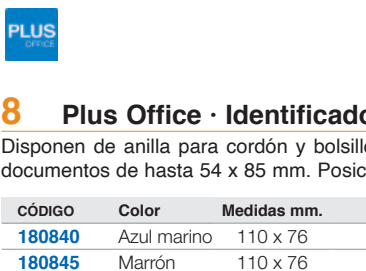 PLUS
OFFICE
8 Plus Office · Identificado
Disponen de anilla para cordón y bolsill
documentos de hasta 54 x 85 mm. Posic
CÓDIGO Color Medidas mm.
180840 Azul marino 110 x 76
180845 Marrón 110 x 76